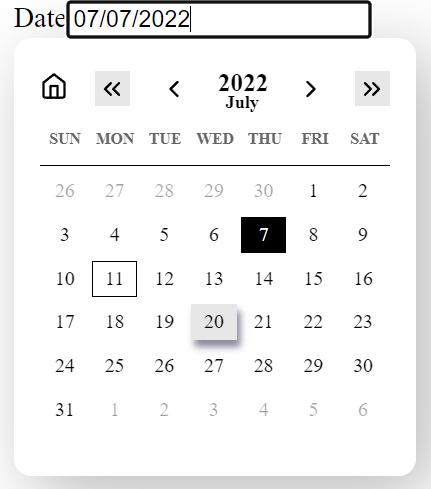 Date 07/07/2022
2022
July
SUN MON TUE WED THU FRI SAT
26 27 28 29 30 1 2
3 4 5 6 7 8 9
10 11 12 13 14 15 16
17 18 19 20 21 22 23
24 25 26 27 28 29 30
31 1 2 3 4 5 6